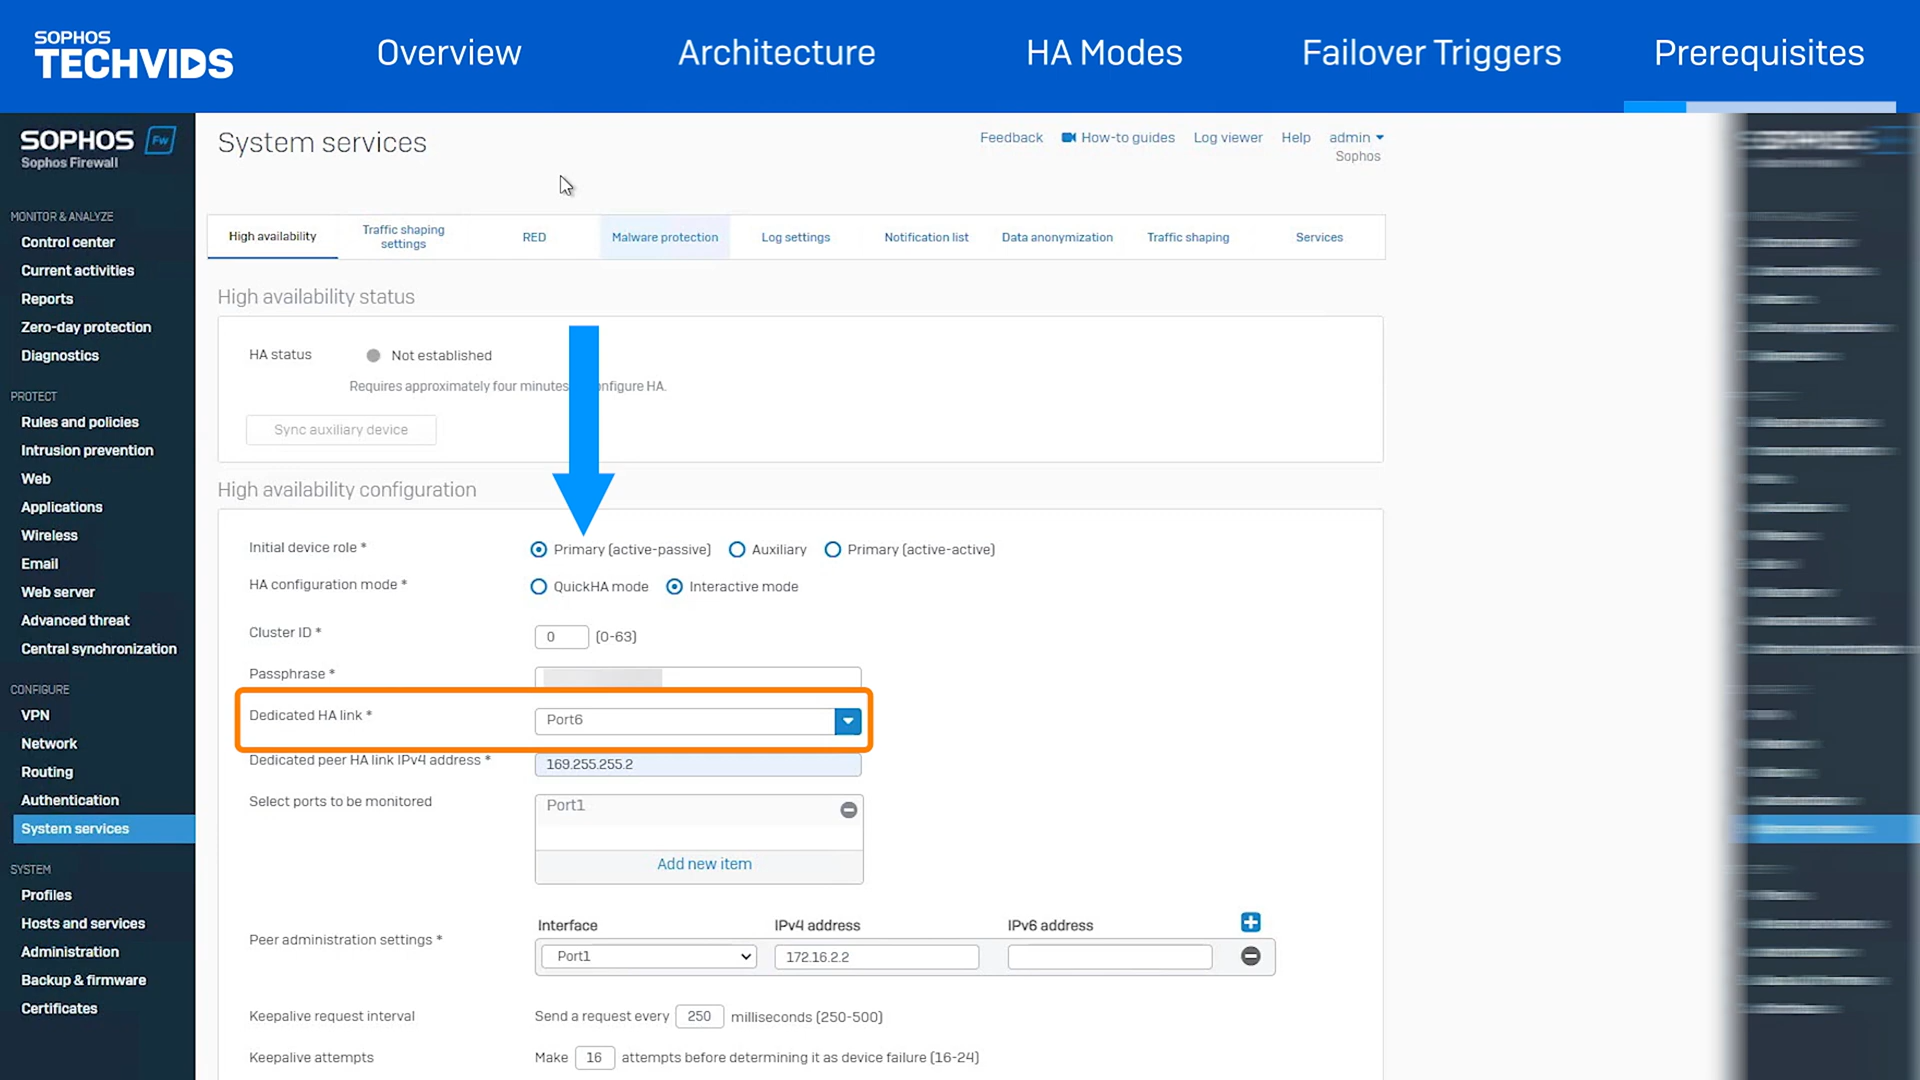 SOPHOS
TECHVIDS
Overview
Architecture
HA Modes
Failover Triggers
Prerequisites
SOPHOS Fw
Sophos Firewall
MONITOR & ANALYZE
Control center
Current activities
Reports
Zero-day protection
Diagnostics
PROTECT
Rules and policies
Intrusion prevention
Web
Applications
Wireless
Email
Web server
Advanced threat
Central synchronization
CONFIGURE
VPN
Network
Routing
Authentication
System services
SYSTEM
Profiles
Hosts and services
Administration
Backup & firmware
Certificates
System services
Feedback How-to guides Log viewer Help admin
Sophos
High availability
Traffic shaping
settings
RED
Malware protection
Log settings
Notification list
Data anonymization
Traffic shaping
Services
High availability status
HA status Not established
Requires approximately four minutes onfigure HA.
Sync auxiliary device
High availability configuration
Initial device role * Primary (active-passive) Auxiliary Primary (active-active)
HA configuration mode * QuickHA mode Interactive mode
Cluster ID * 0 (0-63)
Passphrase *
Dedicated HA link * Port6
Dedicated peer HA link IPv4 address * 169.255.255.2
Select ports to be monitored Port1
Add new item
Interface IPv4 address IPv6 address
Peer administration settings * Port1 172.16.2.2
Keepalive request interval Send a request every 250 milliseconds (250-500)
Keepalive attempts Make 16 attempts before determining it as device failure (16-24)